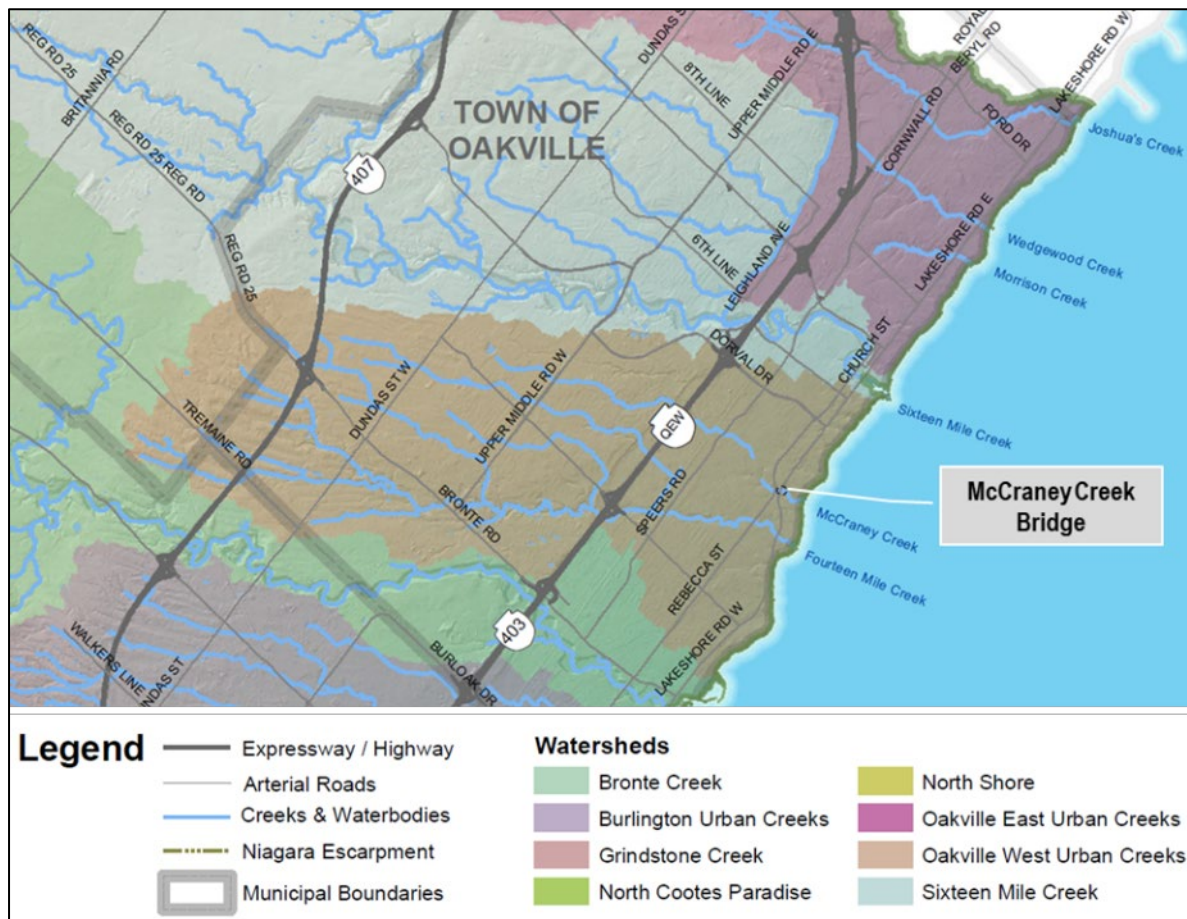 REG RD 25
BRITANNIA RD
REG RD 25 REG RD
REG RD 25
407
TOWN OF
OAKVILLE
DUNDAS S
8TH LINE
UPPER MIDDLE RD E
ROYAL
BERYL RD
LAKESHORE RD W
CORNWALL RD
FORD DR
Joshua's Creek
6TH LINE
LEIGHLAND AVE
LAKESHORE RD E
Wedgewood Creek
Morrison Creek
DORVAL DR
CHURCH ST
Sixteen Mile Creek
TREMAINE RD
DUNDAS ST W
UPPER MIDDLE RD W
QEW
BRONTE RD
SPEERS RD
McCraney Creek
Bridge
McCraney Creek
Fourteen Mile Creek
REBECCA ST
403
WALKERS LINE
NDAS ST
BURLOAK DR
LAKESHORE RD W
Legend
Expressway / Highway
Arterial Roads
Creeks & Waterbodies
Niagara Escarpment
Municipal Boundaries
Watersheds
Bronte Creek
Burlington Urban Creeks
Grindstone Creek
North Cootes Paradise
North Shore
Oakville East Urban Creeks
Oakville West Urban Creeks
Sixteen Mile Creek